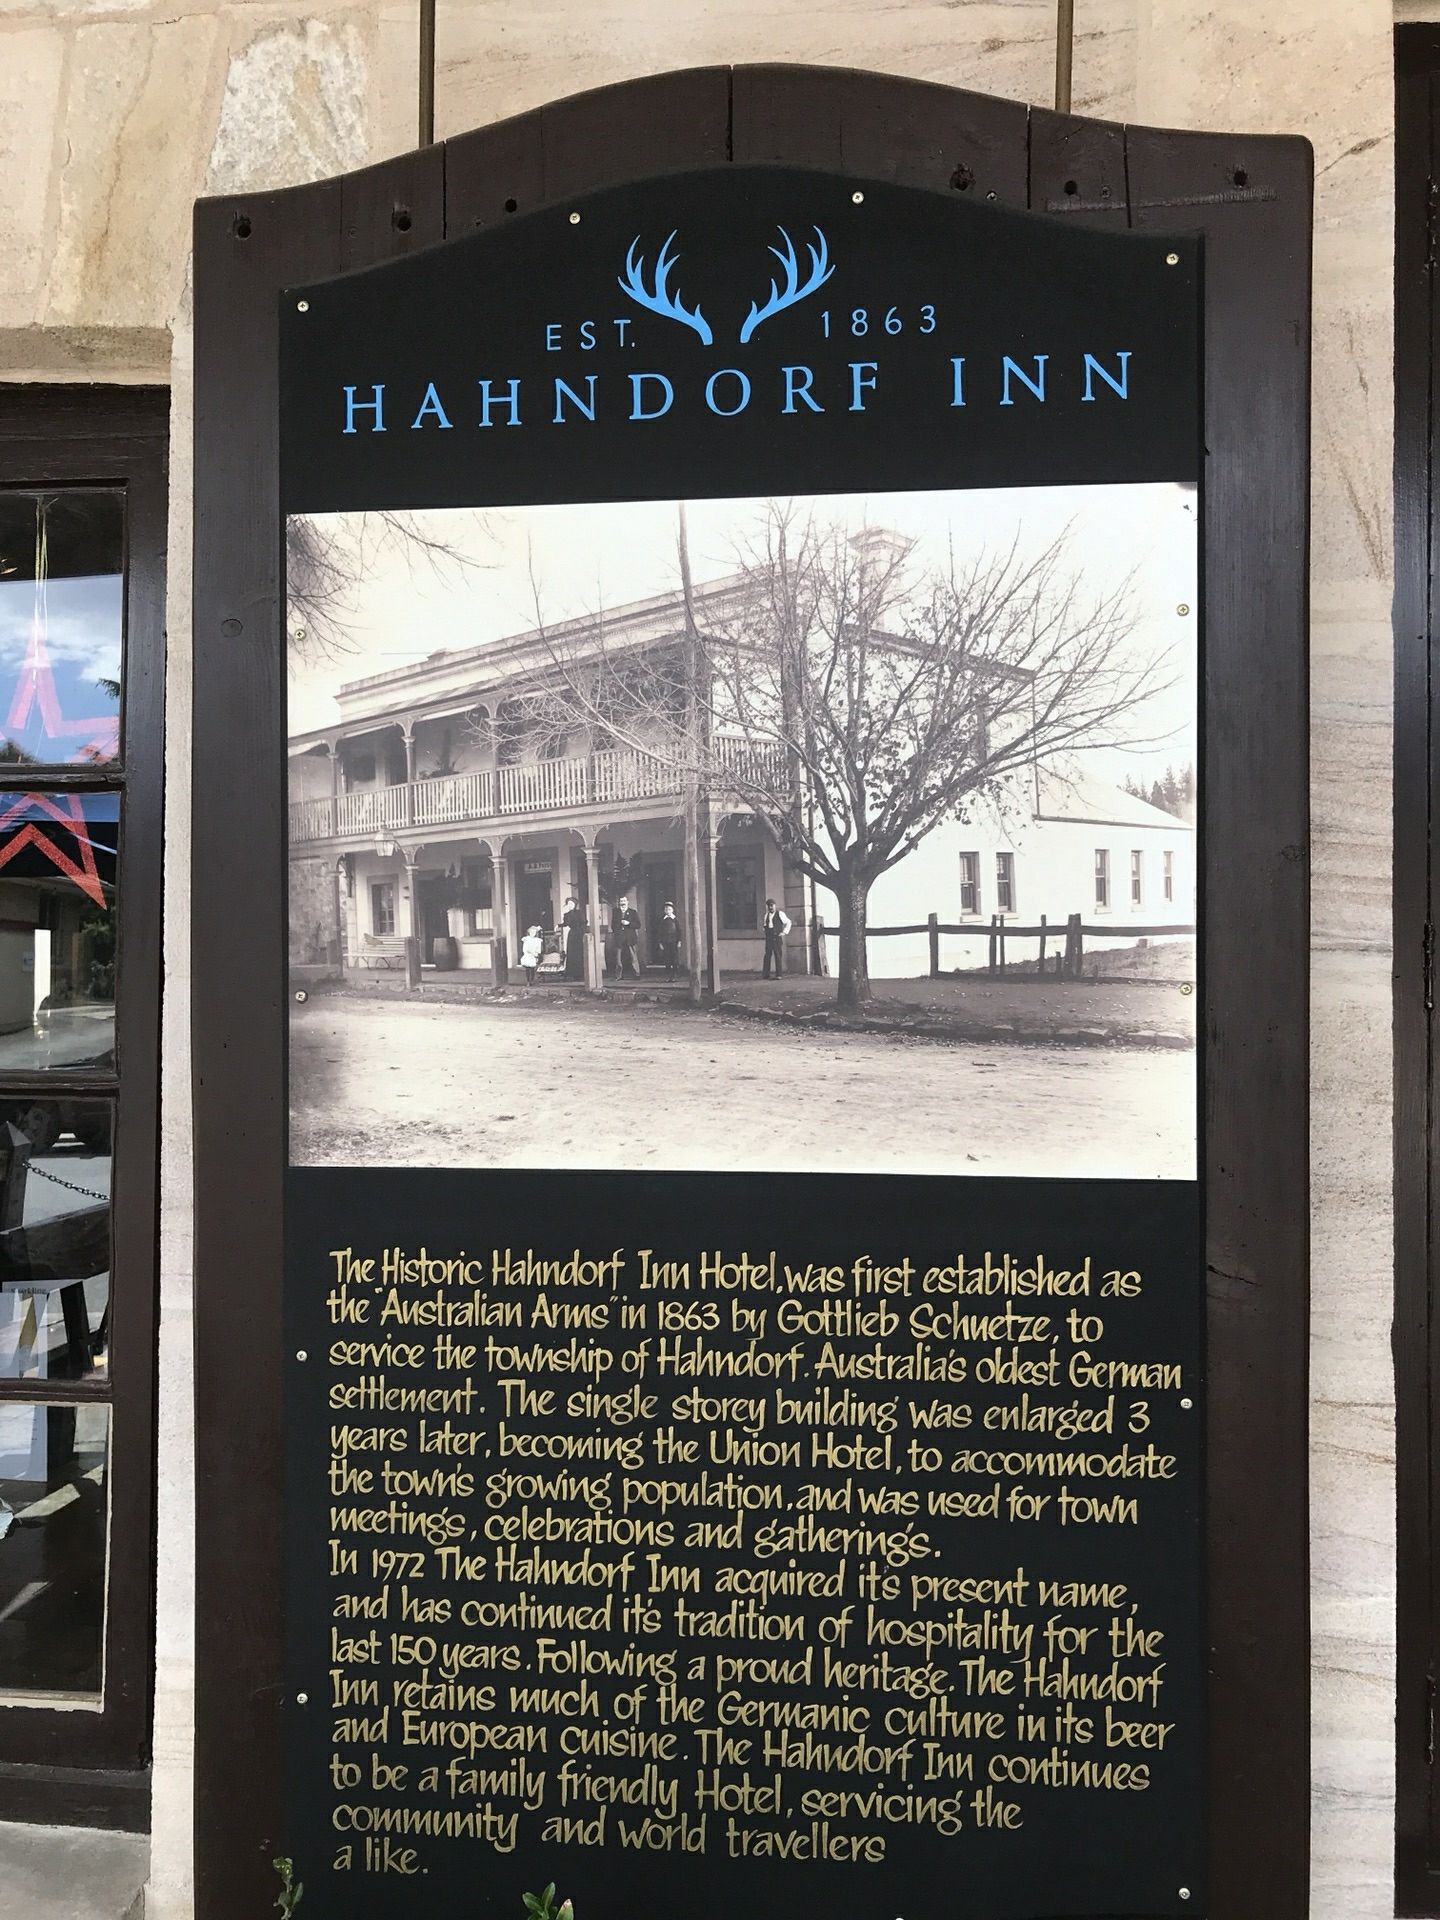 EST. 1863
HAHNDORF INN
The Historic Hahndorf Inn Hotel, was first established as
the "Australian Arms" in 1863 by Gottlieb Schuetze, to
service the township of Hahndorf. Australia's oldest German
settlement. The single storey building was enlarged 3
years later, becoming the Union Hotel, to accommodate
the town's growing population, and was used for town
meeting's, celebrations and gathering's.
In 1972 The Hahndorf Inn acquired it's present name,
and has continued it's tradition of hospitality for the
last 150 years. Following a proud heritage. The Hahndorf
Inn retains much of the Germanic culture in its beer
and European cuisine. The Hahndorf Inn continues
to be a family friendly Hotel, servicing the
community and world travellers
a like.